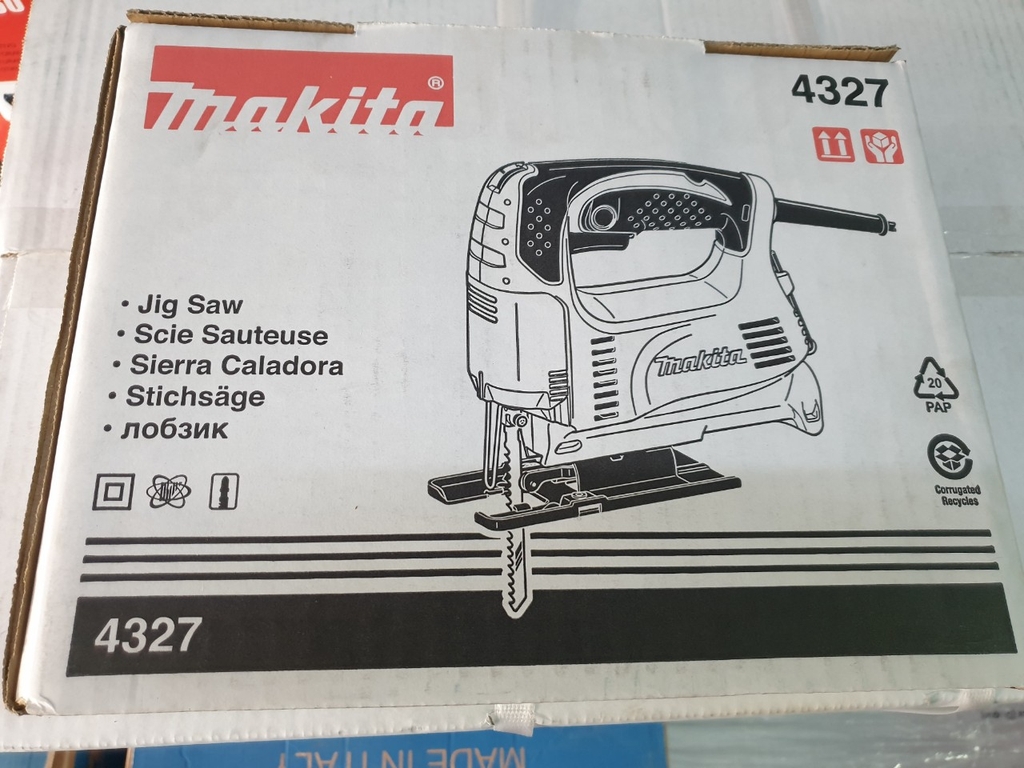 makita®
4327
• Jig Saw
• Scie Sauteuse
• Sierra Caladora
• Stichsäge
• лобзик
makita
20
PAP
Corrugated
Recycles
4327
MADE IN ITALY